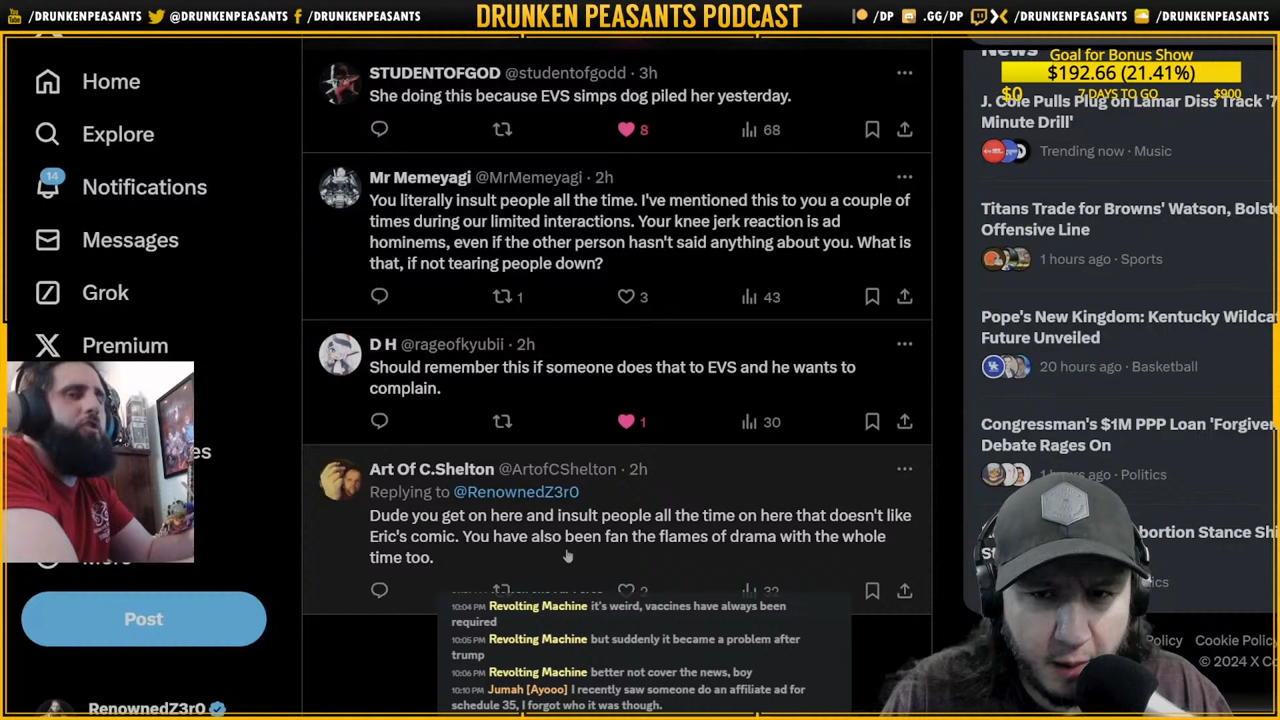 /DRUNKENPEASANTS @DRUNKENPEASANTS /DRUNKENPEASANTS DRUNKEN PEASANTS PODCAST /DP .GG/DP /DRUNKENPEASANTS /DRUNKENPEASANTS
Home
Explore
14
Notifications
Messages
Grok
Premium
Post
RenownedZ3r0
STUDENTOFGOD @studentofgodd · 3h
She doing this because EVS simps dog piled her yesterday.
8 68
Mr Memeyagi @MrMemeyagi · 2h
You literally insult people all the time. I've mentioned this to you a couple of
times during our limited interactions. Your knee jerk reaction is ad
hominems, even if the other person hasn't said anything about you. What is
that, if not tearing people down?
1 3 43
D H @rageofkyubii · 2h
Should remember this if someone does that to EVS and he wants to
complain.
1 30
Art Of C.Shelton @ArtofCShelton · 2h
Replying to @RenownedZ3r0
Dude you get on here and insult people all the time on here that doesn't like
Eric's comic. You have also been fan the flames of drama with the whole
time too.
2 32
10:04 PM Revolting Machine it's weird, vaccines have always been
required
10:05 PM Revolting Machine but suddenly it became a problem after
trump
10:06 PM Revolting Machine better not cover the news, boy
10:10 PM Jumah [Ayooo] I recently saw someone do an affiliate ad for
schedule 35, I forgot who it was though.
News
Goal for Bonus Show
$192.66 (21.41%)
$0 7 DAYS TO GO $900
J. Cole Pulls Plug on Lamar Diss Track '7
Minute Drill'
Trending now · Music
Titans Trade for Browns' Watson, Bolst
Offensive Line
1 hours ago · Sports
Pope's New Kingdom: Kentucky Wildca
Future Unveiled
20 hours ago · Basketball
Congressman's $1M PPP Loan 'Forgiven
Debate Rages On
1 hours ago · Politics
bortion Stance Shi
ics
Policy Cookie Polic
© 2024 X Co